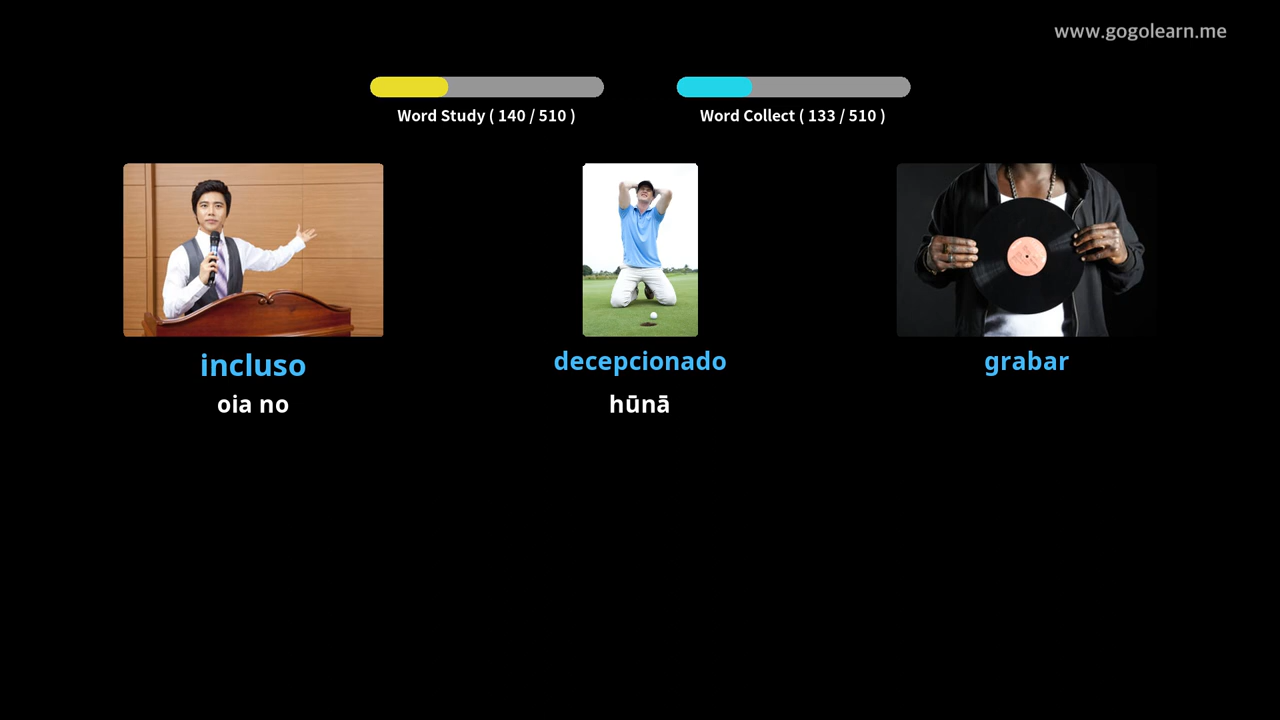 www.gogolearn.me
Word Study ( 140 / 510 )
Word Collect ( 133 / 510 )
incluso
oia no
decepcionado
hūnā
grabar